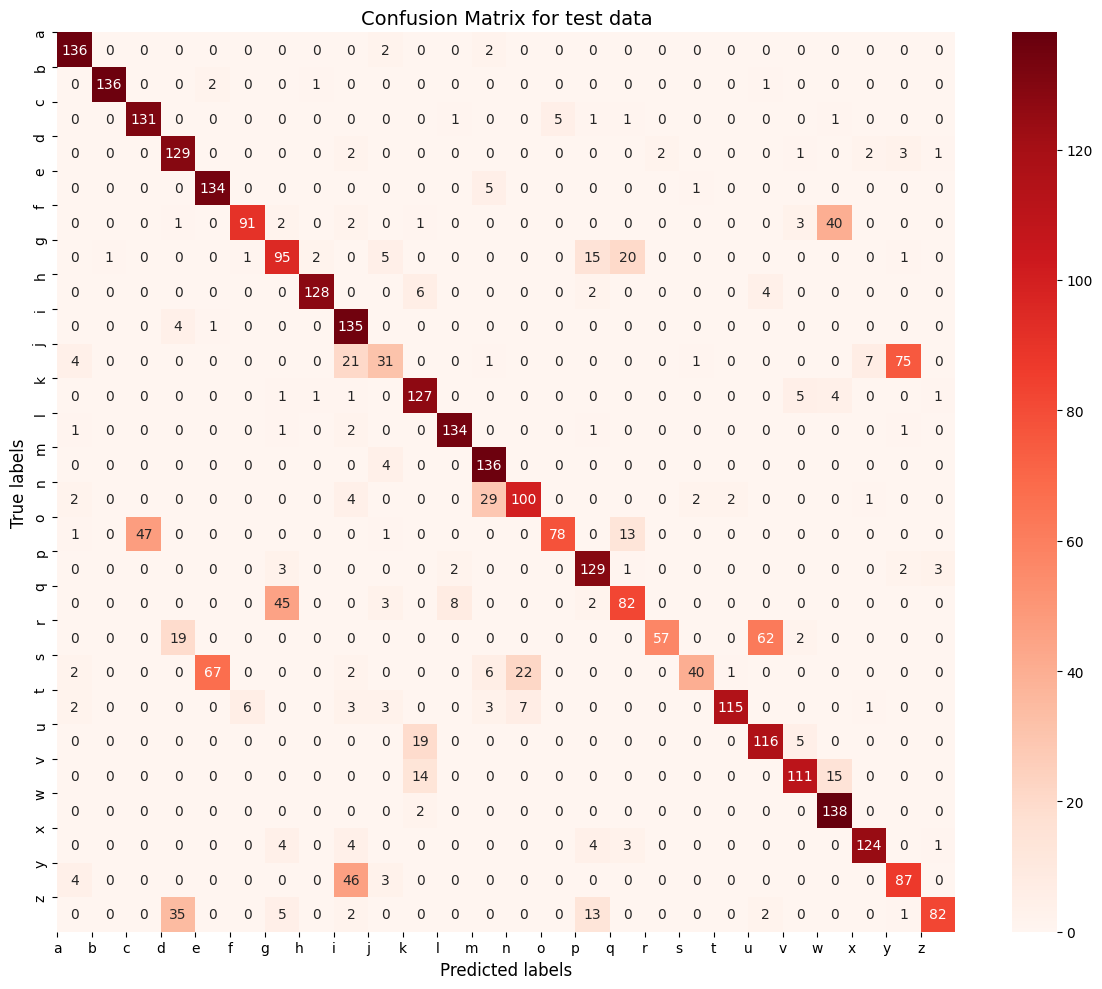 Confusion Matrix for test data
True labels
a 136 0 0 0 0 0 0 0 0 2 0 0 2 0 0 0 0 0 0 0 0 0 0 0 0 0
b 0 136 0 0 2 0 0 1 0 0 0 0 0 0 0 0 0 0 0 0 1 0 0 0 0 0
c 0 0 131 0 0 0 0 0 0 0 0 1 0 0 5 1 1 0 0 0 0 0 1 0 0 0
d 0 0 0 129 0 0 0 0 2 0 0 0 0 0 0 0 0 2 0 0 0 1 0 2 3 1
e 0 0 0 0 134 0 0 0 0 0 0 0 5 0 0 0 0 0 1 0 0 0 0 0 0 0
f 0 0 0 1 0 91 2 0 2 0 1 0 0 0 0 0 0 0 0 0 0 3 40 0 0 0
g 0 1 0 0 0 1 95 2 0 5 0 0 0 0 0 15 20 0 0 0 0 0 0 0 1 0
h 0 0 0 0 0 0 0 128 0 0 6 0 0 0 0 2 0 0 0 0 4 0 0 0 0 0
i 0 0 0 4 1 0 0 0 135 0 0 0 0 0 0 0 0 0 0 0 0 0 0 0 0 0
j 4 0 0 0 0 0 0 0 21 31 0 0 1 0 0 0 0 0 1 0 0 0 0 7 75 0
k 0 0 0 0 0 0 1 1 1 0 127 0 0 0 0 0 0 0 0 0 0 5 4 0 0 1
l 1 0 0 0 0 0 1 0 2 0 0 134 0 0 0 1 0 0 0 0 0 0 0 0 1 0
m 0 0 0 0 0 0 0 0 0 4 0 0 136 0 0 0 0 0 0 0 0 0 0 0 0 0
n 2 0 0 0 0 0 0 0 4 0 0 0 29 100 0 0 0 0 2 2 0 0 0 1 0 0
o 1 0 47 0 0 0 0 0 0 1 0 0 0 0 78 0 13 0 0 0 0 0 0 0 0 0
p 0 0 0 0 0 0 3 0 0 0 0 2 0 0 0 129 1 0 0 0 0 0 0 0 2 3
q 0 0 0 0 0 0 45 0 0 3 0 8 0 0 0 2 82 0 0 0 0 0 0 0 0 0
r 0 0 0 19 0 0 0 0 0 0 0 0 0 0 0 0 0 57 0 0 62 2 0 0 0 0
s 2 0 0 0 67 0 0 0 2 0 0 0 6 22 0 0 0 0 40 1 0 0 0 0 0 0
t 2 0 0 0 0 6 0 0 3 3 0 0 3 7 0 0 0 0 0 115 0 0 0 1 0 0
u 0 0 0 0 0 0 0 0 0 0 19 0 0 0 0 0 0 0 0 0 116 5 0 0 0 0
v 0 0 0 0 0 0 0 0 0 0 14 0 0 0 0 0 0 0 0 0 0 111 15 0 0 0
w 0 0 0 0 0 0 0 0 0 0 2 0 0 0 0 0 0 0 0 0 0 0 138 0 0 0
x 0 0 0 0 0 0 4 0 4 0 0 0 0 0 0 4 3 0 0 0 0 0 0 124 0 1
y 4 0 0 0 0 0 0 0 46 3 0 0 0 0 0 0 0 0 0 0 0 0 0 0 87 0
z 0 0 0 35 0 0 5 0 2 0 0 0 0 0 0 13 0 0 0 0 2 0 0 0 1 82
a b c d e f g h i j k l m n o p q r s t u v w x y z
Predicted labels
120
100
80
60
40
20
0